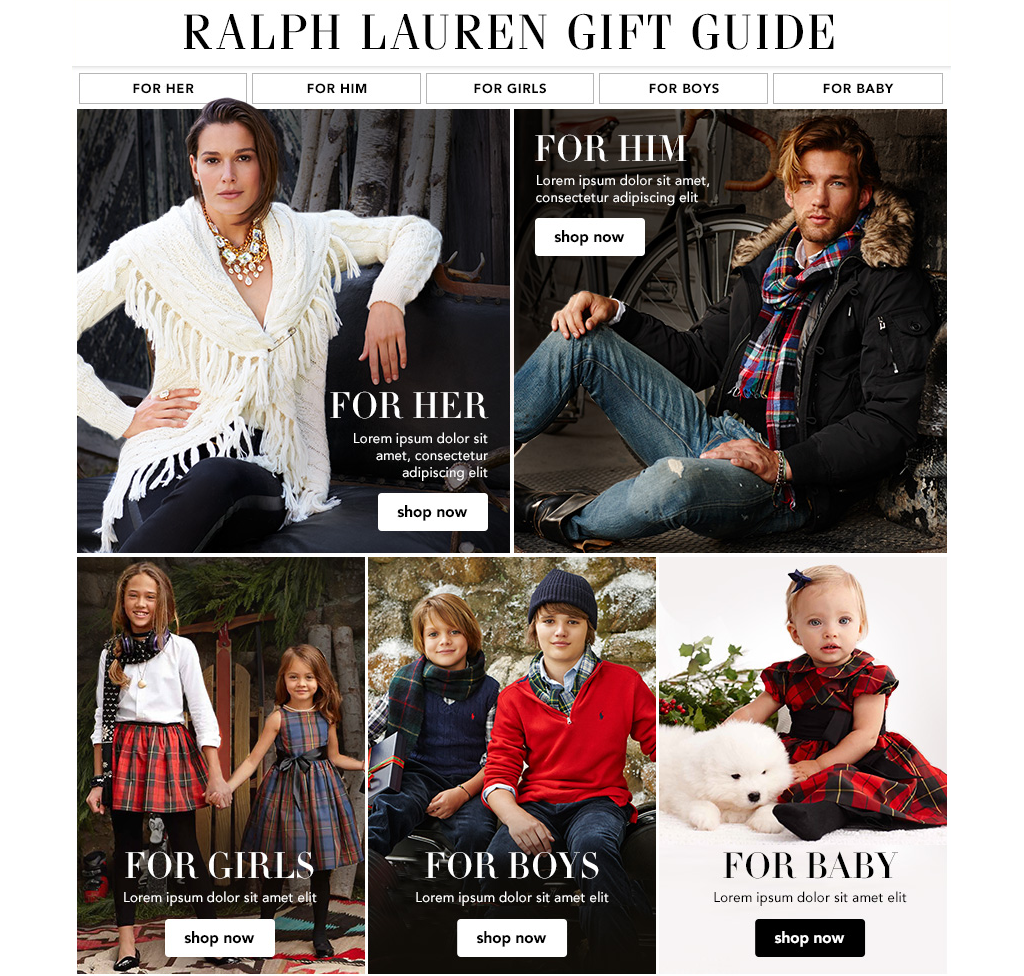 RALPH LAUREN GIFT GUIDE
FOR HER
FOR HIM
FOR GIRLS
FOR BOYS
FOR BABY
FOR HER
Lorem ipsum dolor sit
amet, consectetur
adipiscing elit
shop now
FOR HIM
Lorem ipsum dolor sit amet,
consectetur adipiscing elit
shop now
FOR GIRLS
Lorem ipsum dolor sit amet elit
shop now
FOR BOYS
Lorem ipsum dolor sit amet elit
shop now
FOR BABY
Lorem ipsum dolor sit amet elit
shop now